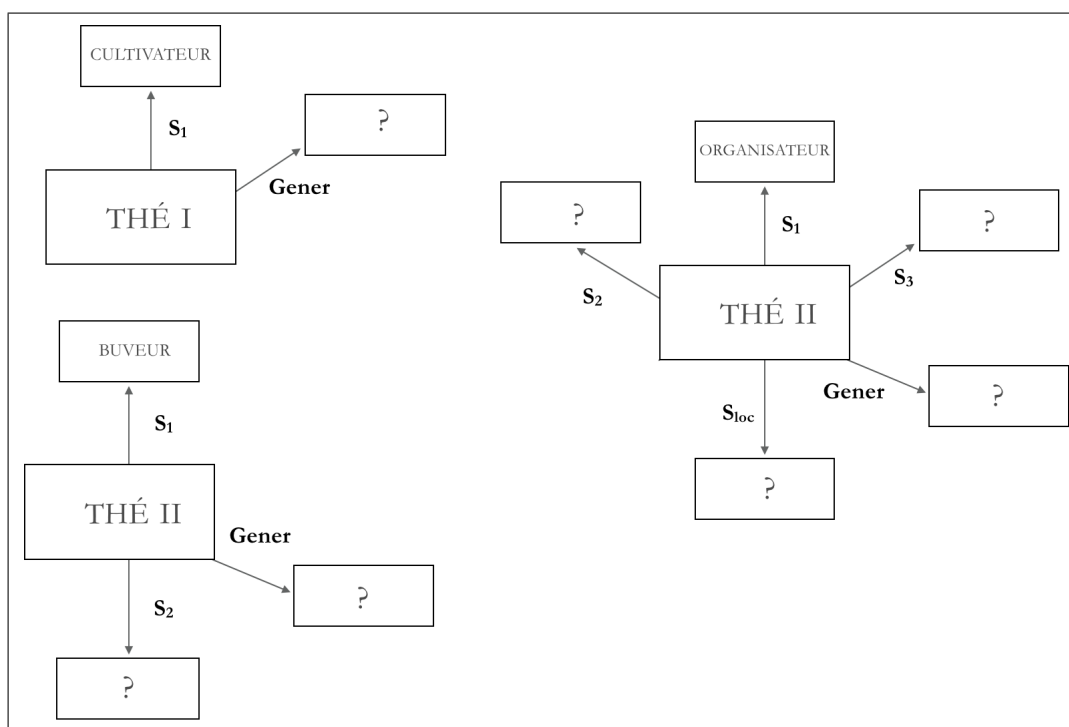 CULTIVATEUR
S1
?
Gener
THÉ I
BUVEUR
S1
THÉ II
Gener
?
S2
?
ORGANISATEUR
?
S1
?
S2
S3
THÉ II
Gener
?
Sloc
?